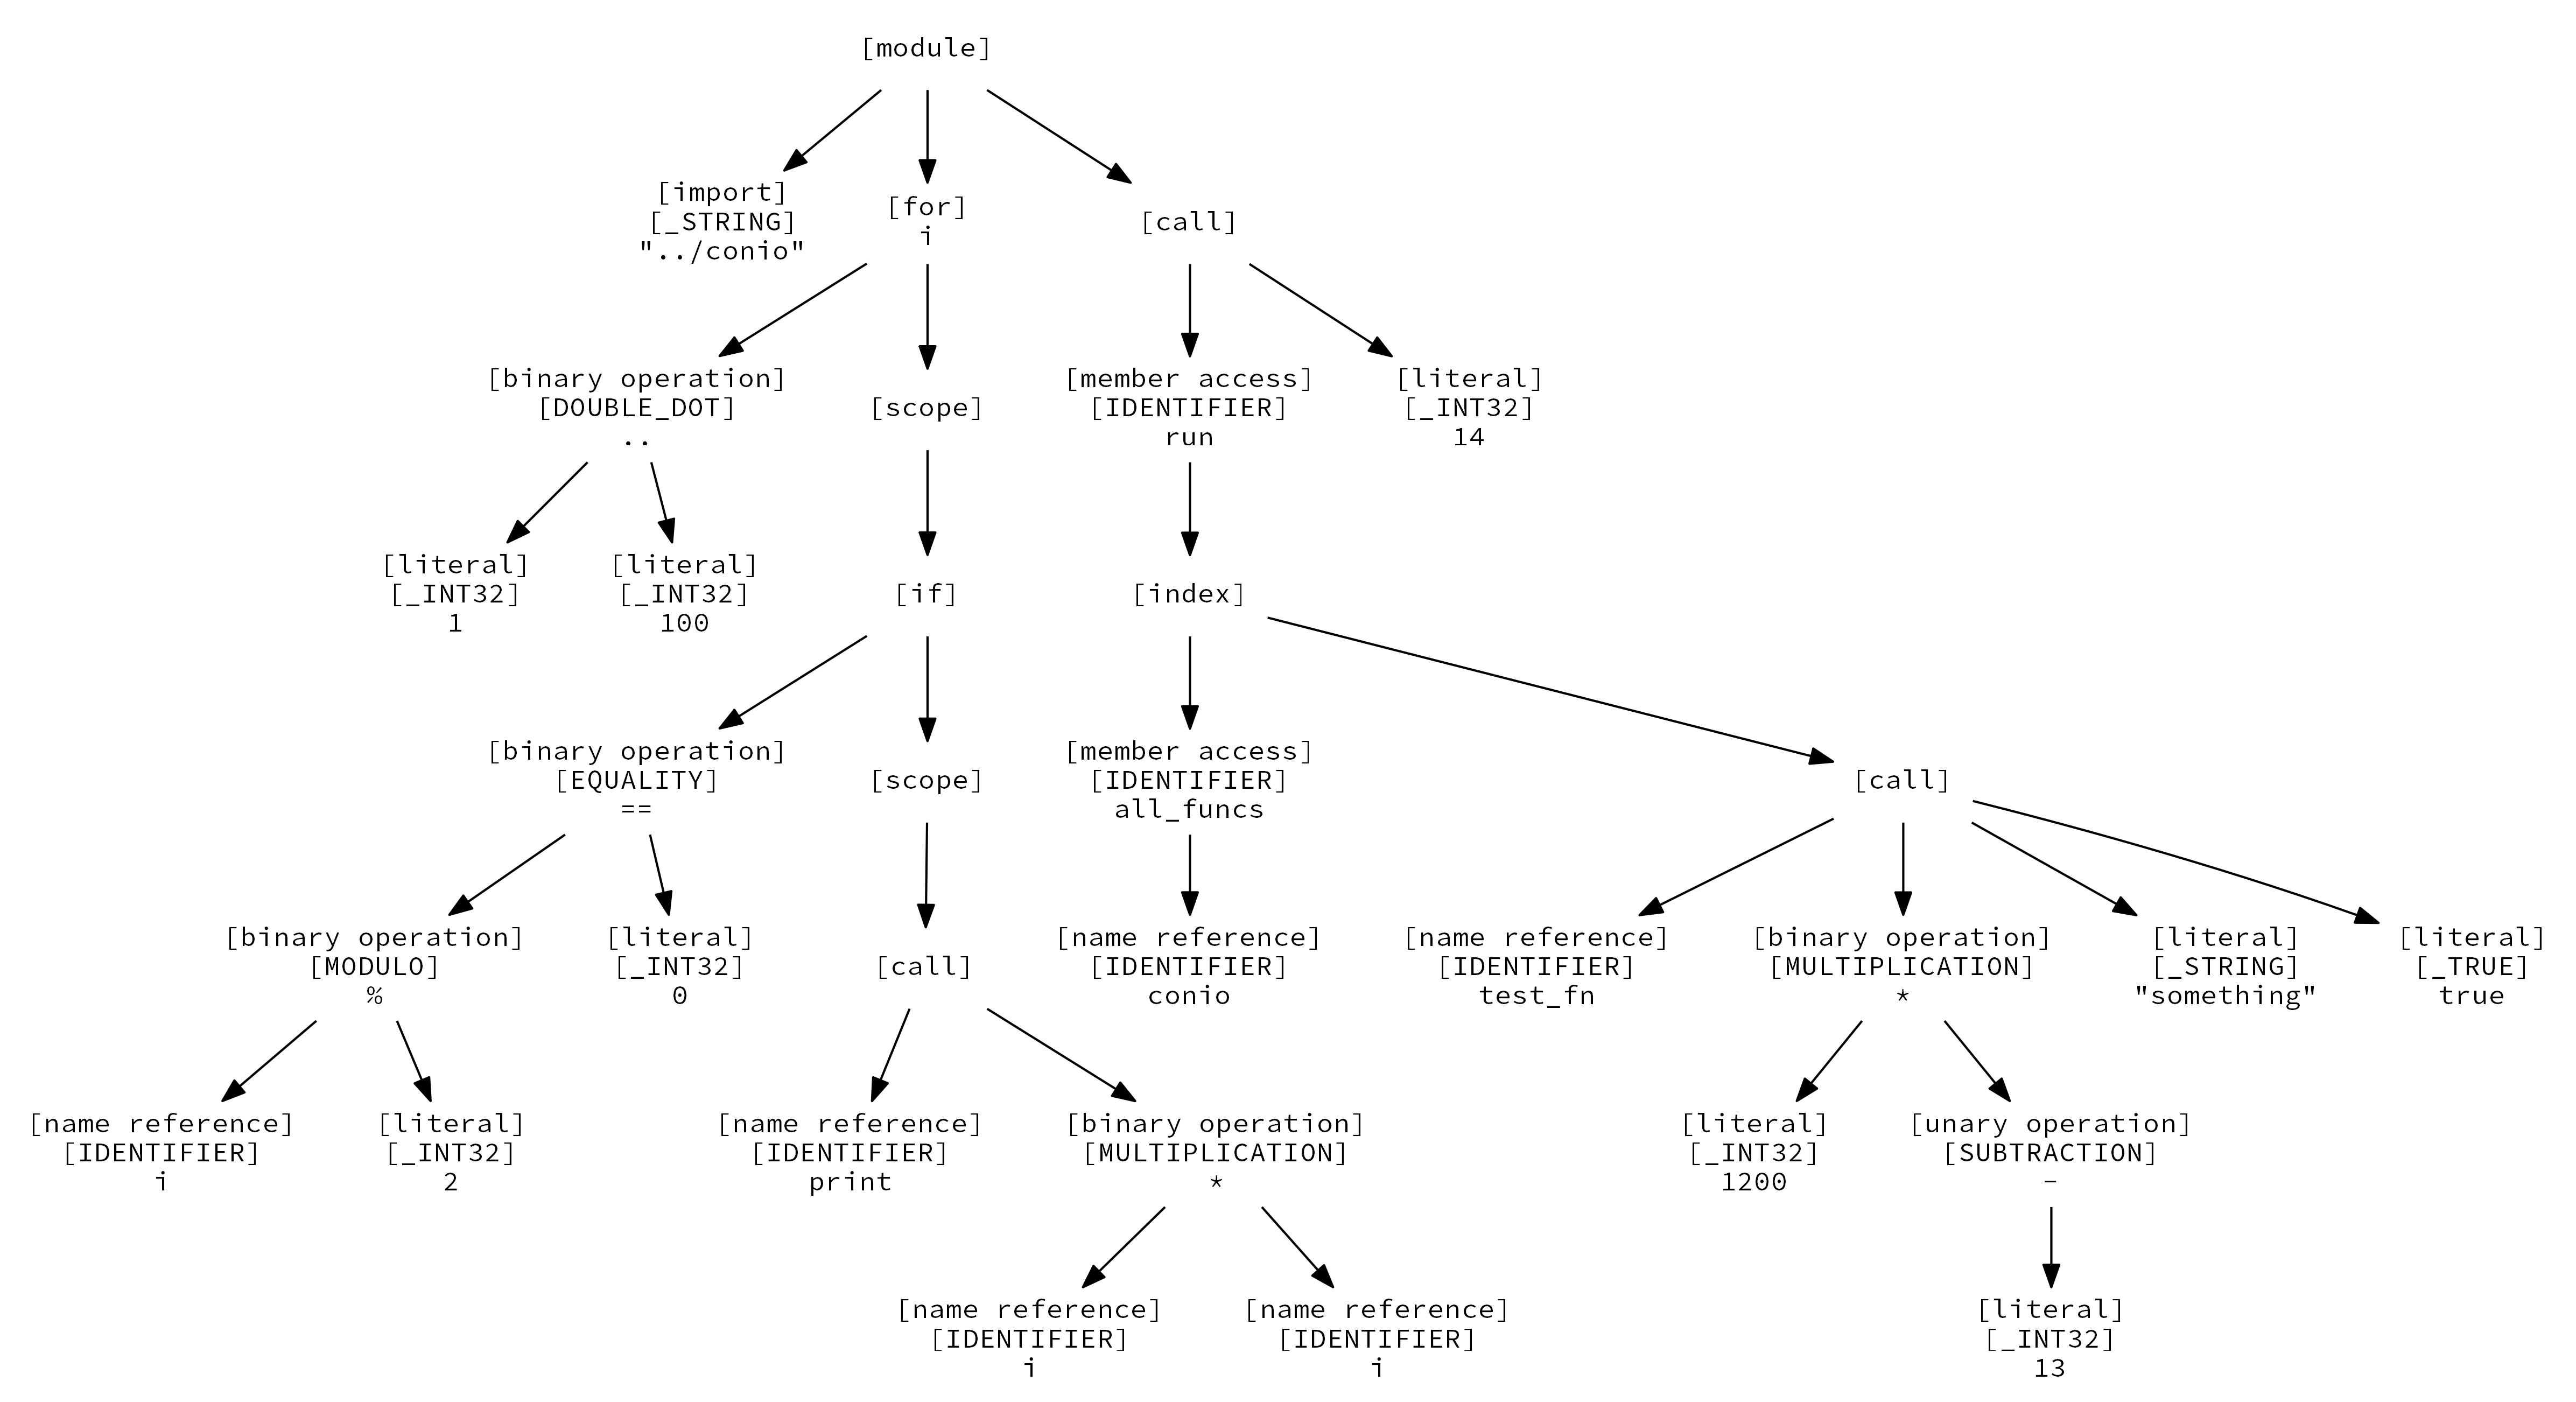 [module]
[import]
[_STRING]
"../conio"
[for]
i
[call]
[binary operation]
[DOUBLE_DOT]
..
[scope]
[member access]
[IDENTIFIER]
run
[literal]
[_INT32]
14
[literal]
[_INT32]
1
[literal]
[_INT32]
100
[if]
[index]
[binary operation]
[EQUALITY]
==
[scope]
[member access]
[IDENTIFIER]
all_funcs
[call]
[binary operation]
[MODULO]
%
[literal]
[_INT32]
0
[call]
[name reference]
[IDENTIFIER]
conio
[name reference]
[IDENTIFIER]
test_fn
[binary operation]
[MULTIPLICATION]
*
[literal]
[_STRING]
"something"
[literal]
[_TRUE]
true
[name reference]
[IDENTIFIER]
i
[literal]
[_INT32]
2
[name reference]
[IDENTIFIER]
print
[binary operation]
[MULTIPLICATION]
*
[literal]
[_INT32]
1200
[unary operation]
[SUBTRACTION]
-
[name reference]
[IDENTIFIER]
i
[name reference]
[IDENTIFIER]
i
[literal]
[_INT32]
13